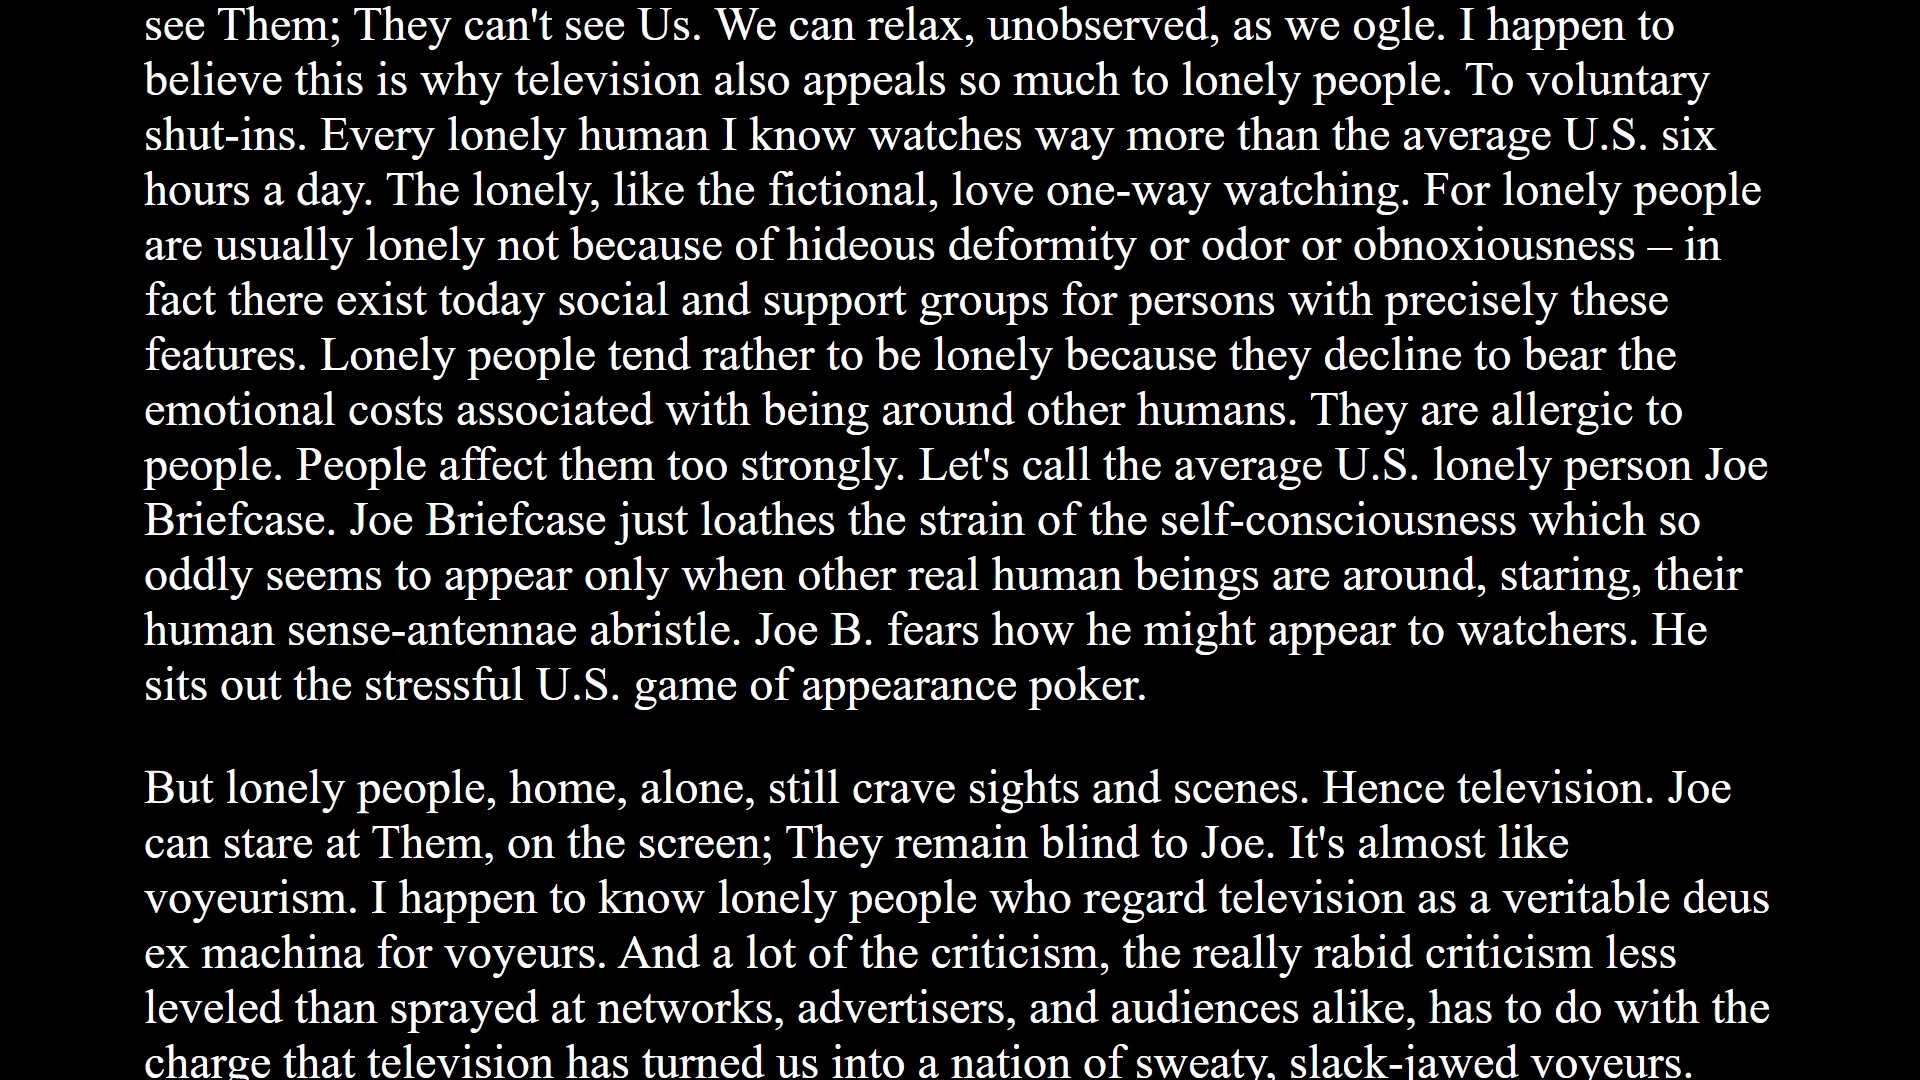 see Them; They can't see Us. We can relax, unobserved, as we ogle. I happen to
believe this is why television also appeals so much to lonely people. To voluntary
shut-ins. Every lonely human I know watches way more than the average U.S. six
hours a day. The lonely, like the fictional, love one-way watching. For lonely people
are usually lonely not because of hideous deformity or odor or obnoxiousness – in
fact there exist today social and support groups for persons with precisely these
features. Lonely people tend rather to be lonely because they decline to bear the
emotional costs associated with being around other humans. They are allergic to
people. People affect them too strongly. Let's call the average U.S. lonely person Joe
Briefcase. Joe Briefcase just loathes the strain of the self-consciousness which so
oddly seems to appear only when other real human beings are around, staring, their
human sense-antennae abristle. Joe B. fears how he might appear to watchers. He
sits out the stressful U.S. game of appearance poker.
But lonely people, home, alone, still crave sights and scenes. Hence television. Joe
can stare at Them, on the screen; They remain blind to Joe. It's almost like
voyeurism. I happen to know lonely people who regard television as a veritable deus
ex machina for voyeurs. And a lot of the criticism, the really rabid criticism less
leveled than sprayed at networks, advertisers, and audiences alike, has to do with the
charge that television has turned us into a nation of sweaty, slack-jawed voyeurs.